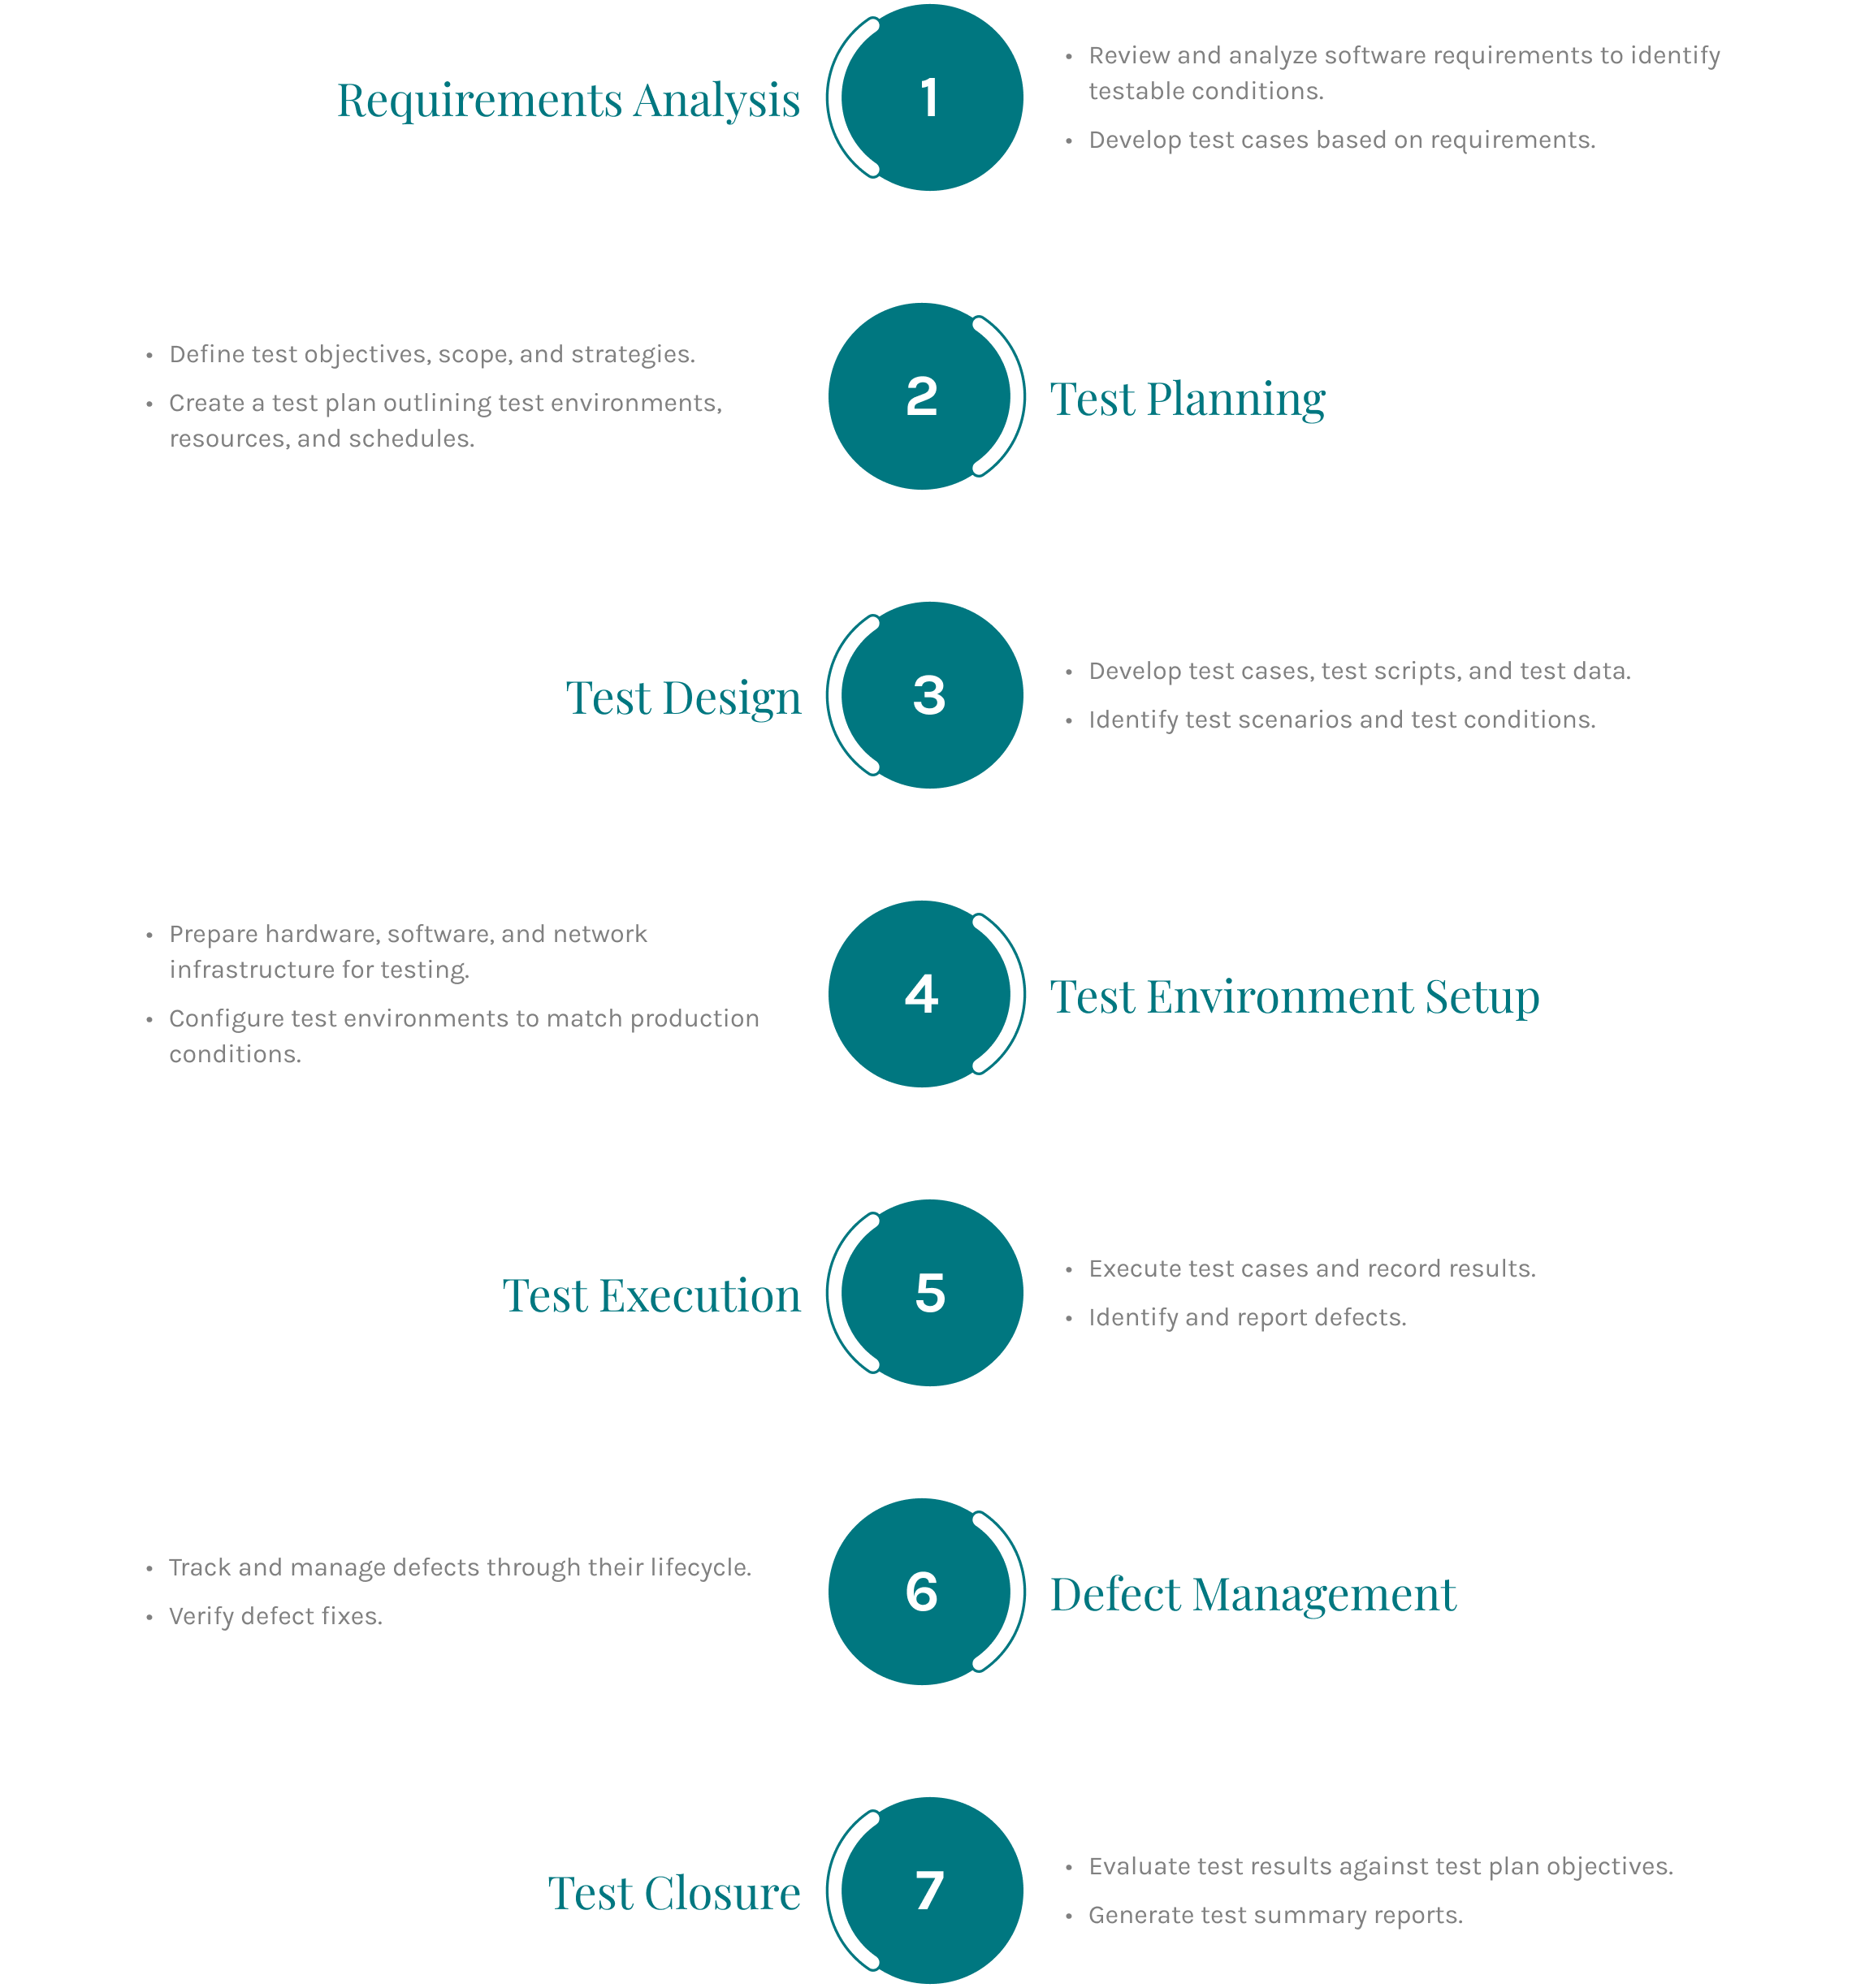 Requirements Analysis
1
• Review and analyze software requirements to identify
testable conditions.
• Develop test cases based on requirements.
• Define test objectives, scope, and strategies.
• Create a test plan outlining test environments,
resources, and schedules.
2
Test Planning
Test Design
3
• Develop test cases, test scripts, and test data.
• Identify test scenarios and test conditions.
• Prepare hardware, software, and network
infrastructure for testing.
• Configure test environments to match production
conditions.
4
Test Environment Setup
Test Execution
5
• Execute test cases and record results.
• Identify and report defects.
• Track and manage defects through their lifecycle.
• Verify defect fixes.
6
Defect Management
Test Closure
7
• Evaluate test results against test plan objectives.
• Generate test summary reports.